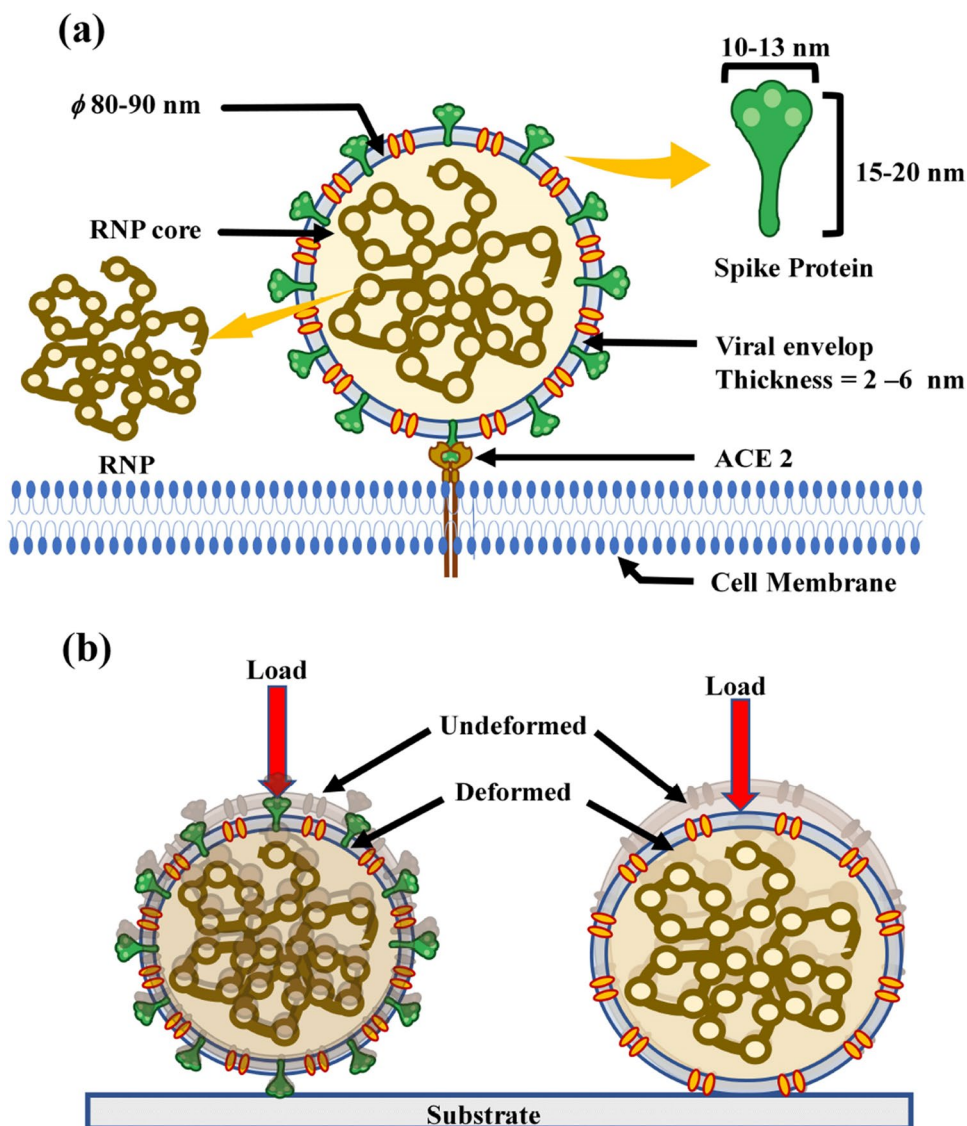 (a)
10-13 nm
ϕ 80-90 nm
15-20 nm
RNP core
Spike Protein
Viral envelop
Thickness = 2 –6 nm
ACE 2
RNP
Cell Membrane
(b)
Load
Load
Undeformed
Deformed
Substrate